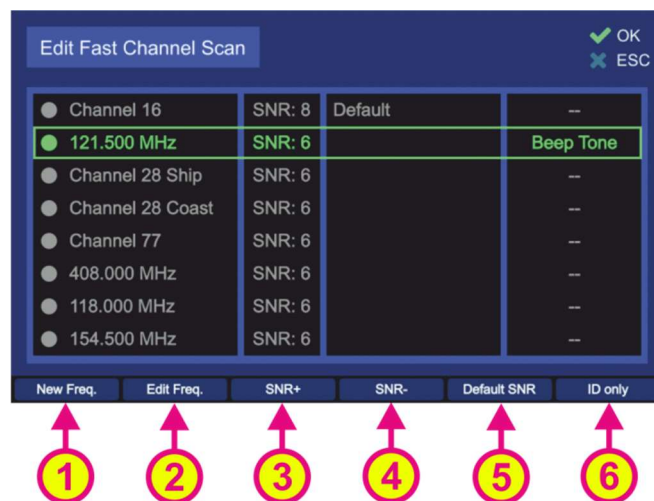 Edit Fast Channel Scan
OK
ESC
Channel 16 SNR: 8 Default --
121.500 MHz SNR: 6 Beep Tone
Channel 28 Ship SNR: 6 --
Channel 28 Coast SNR: 6 --
Channel 77 SNR: 6 --
408.000 MHz SNR: 6 --
118.000 MHz SNR: 6 --
154.500 MHz SNR: 6 --
New Freq. Edit Freq. SNR+ SNR- Default SNR ID only
1 2 3 4 5 6